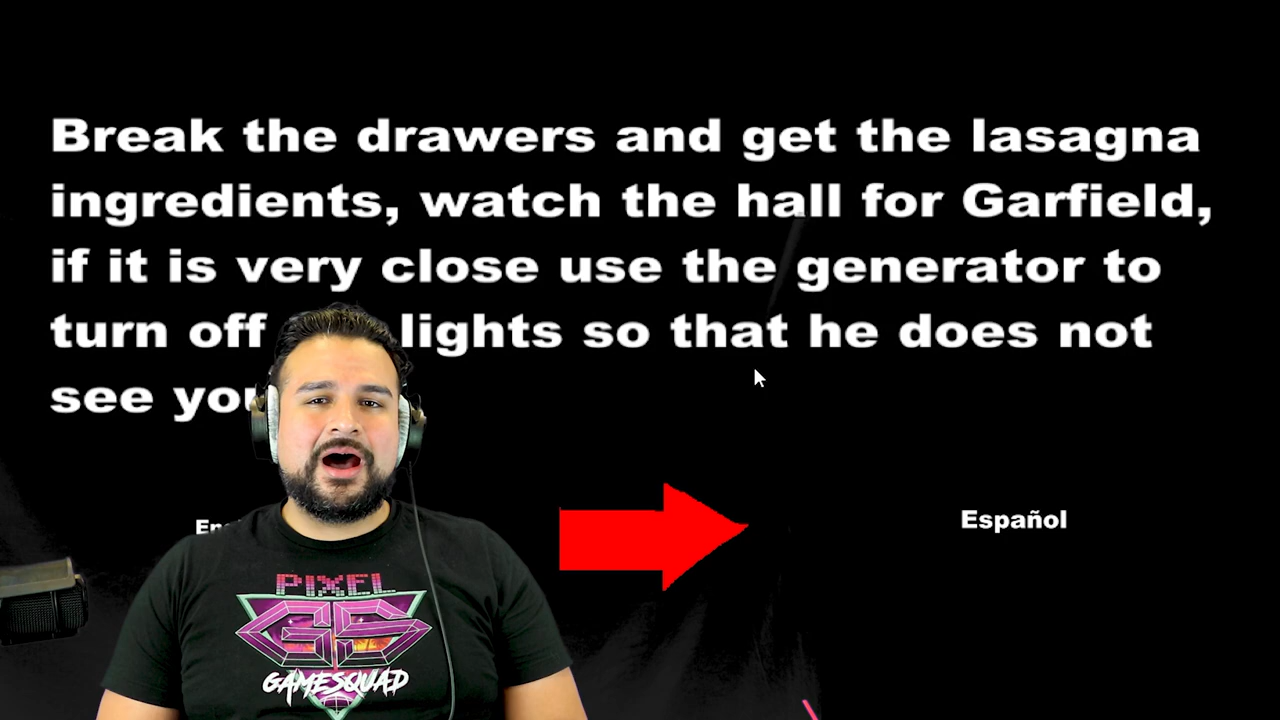 Break the drawers and get the lasagna
ingredients, watch the hall for Garfield,
if it is very close use the generator to
turn off lights so that he does not
see
Español
PIXEL
GS
GAMESQUAD